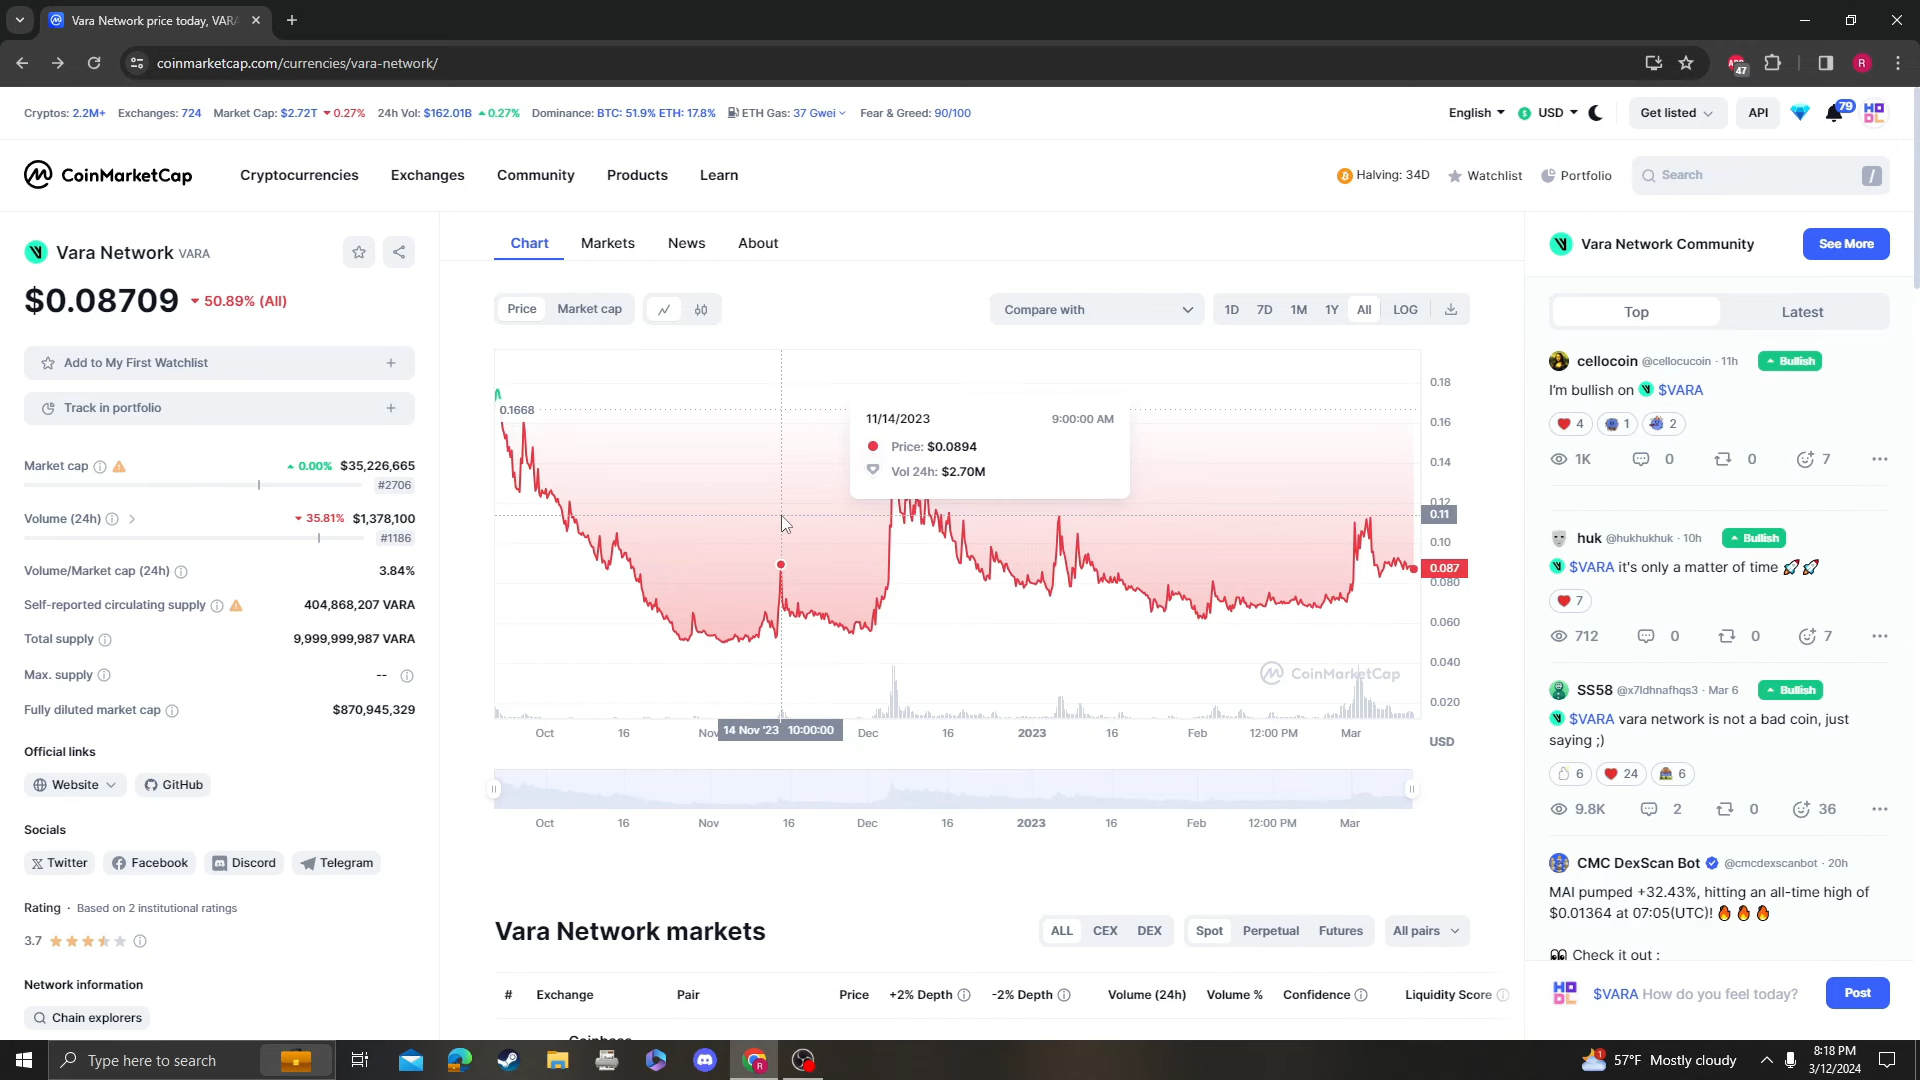 Vara Network price today, VARA
coinmarketcap.com/currencies/vara-network/
47
R
Cryptos: 2.2M+ Exchanges: 724 Market Cap: $2.72T 0.27% 24h Vol: $162.01B 0.27% Dominance: BTC: 51.9% ETH: 17.8% ETH Gas: 37 Gwei Fear & Greed: 90/100
English USD Get listed API 79
CoinMarketCap
Cryptocurrencies Exchanges Community Products Learn
Halving: 34D Watchlist Portfolio Search /
Vara Network VARA
$0.08709 50.89% (All)
Add to My First Watchlist +
Track in portfolio +
Market cap 0.00% $35,226,665
#2706
Volume (24h) 35.81% $1,378,100
#1186
Volume/Market cap (24h) 3.84%
Self-reported circulating supply 404,868,207 VARA
Total supply 9,999,999,987 VARA
Max. supply --
Fully diluted market cap $870,945,329
Official links
Website GitHub
Socials
Twitter Facebook Discord Telegram
Rating · Based on 2 institutional ratings
3.7
Network information
Chain explorers
Chart Markets News About
Price Market cap
Compare with 1D 7D 1M 1Y All LOG
0.1668
11/14/2023 9:00:00 AM
Price: $0.0894
Vol 24h: $2.70M
0.18
0.16
0.14
0.12
0.11
0.10
0.087
0.080
0.060
0.040
0.020
CoinMarketCap
14 Nov '23 10:00:00
Oct 16 Nov Dec 16 2023 16 Feb 12:00 PM Mar
USD
Oct 16 Nov 16 Dec 16 2023 16 Feb 12:00 PM Mar
Vara Network markets
ALL CEX DEX Spot Perpetual Futures All pairs
# Exchange Pair Price +2% Depth -2% Depth Volume (24h) Volume % Confidence Liquidity Score
Coinbase
Vara Network Community See More
Top Latest
cellocoin @cellocucoin · 11h Bullish
I'm bullish on $VARA
4 1 2
1K 0 0 7
huk @hukhukhuk · 10h Bullish
$VARA it's only a matter of time
7
712 0 0 7
SS58 @x7ldhnafhqs3 · Mar 6 Bullish
$VARA vara network is not a bad coin, just
saying ;)
6 24 6
9.8K 2 0 36
CMC DexScan Bot @cmcdexscanbot · 20h
MAI pumped +32.43%, hitting an all-time high of
$0.01364 at 07:05(UTC)!
Check it out :
HODL $VARA How do you feel today? Post
Type here to search
57°F Mostly cloudy
8:18 PM
3/12/2024